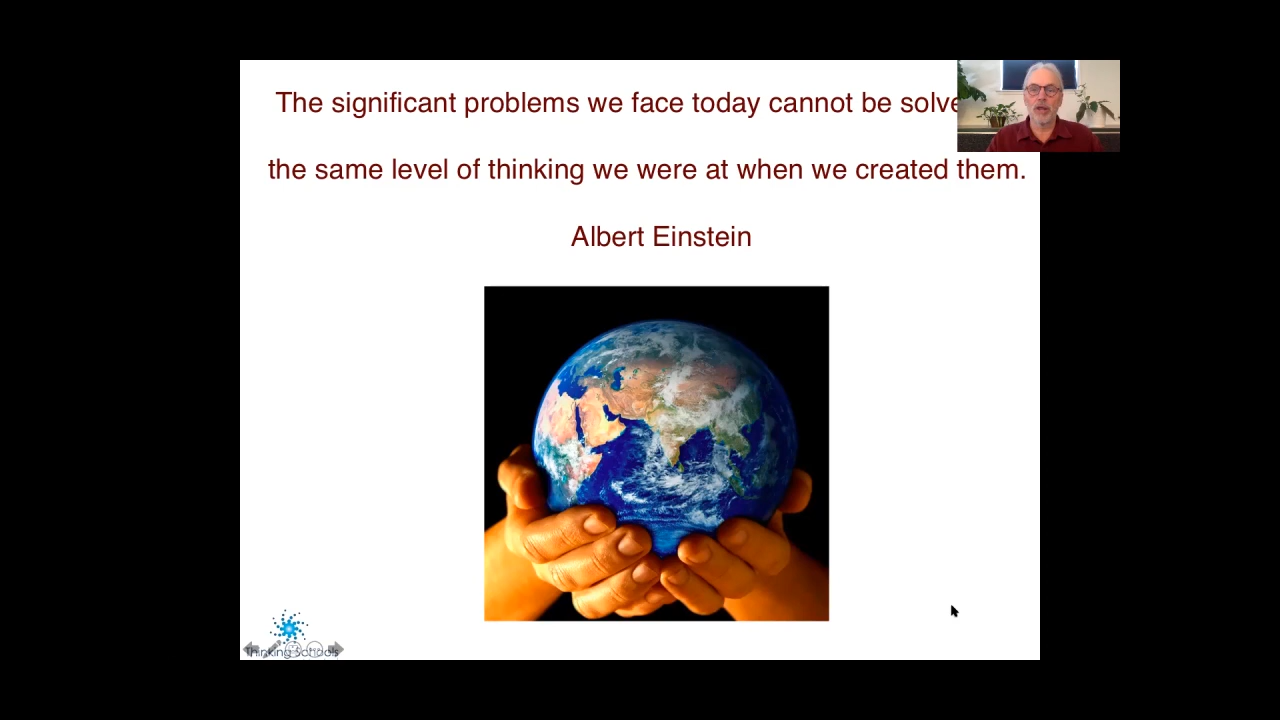 The significant problems we face today cannot be solve
the same level of thinking we were at when we created them.
Albert Einstein
Thinking Schools